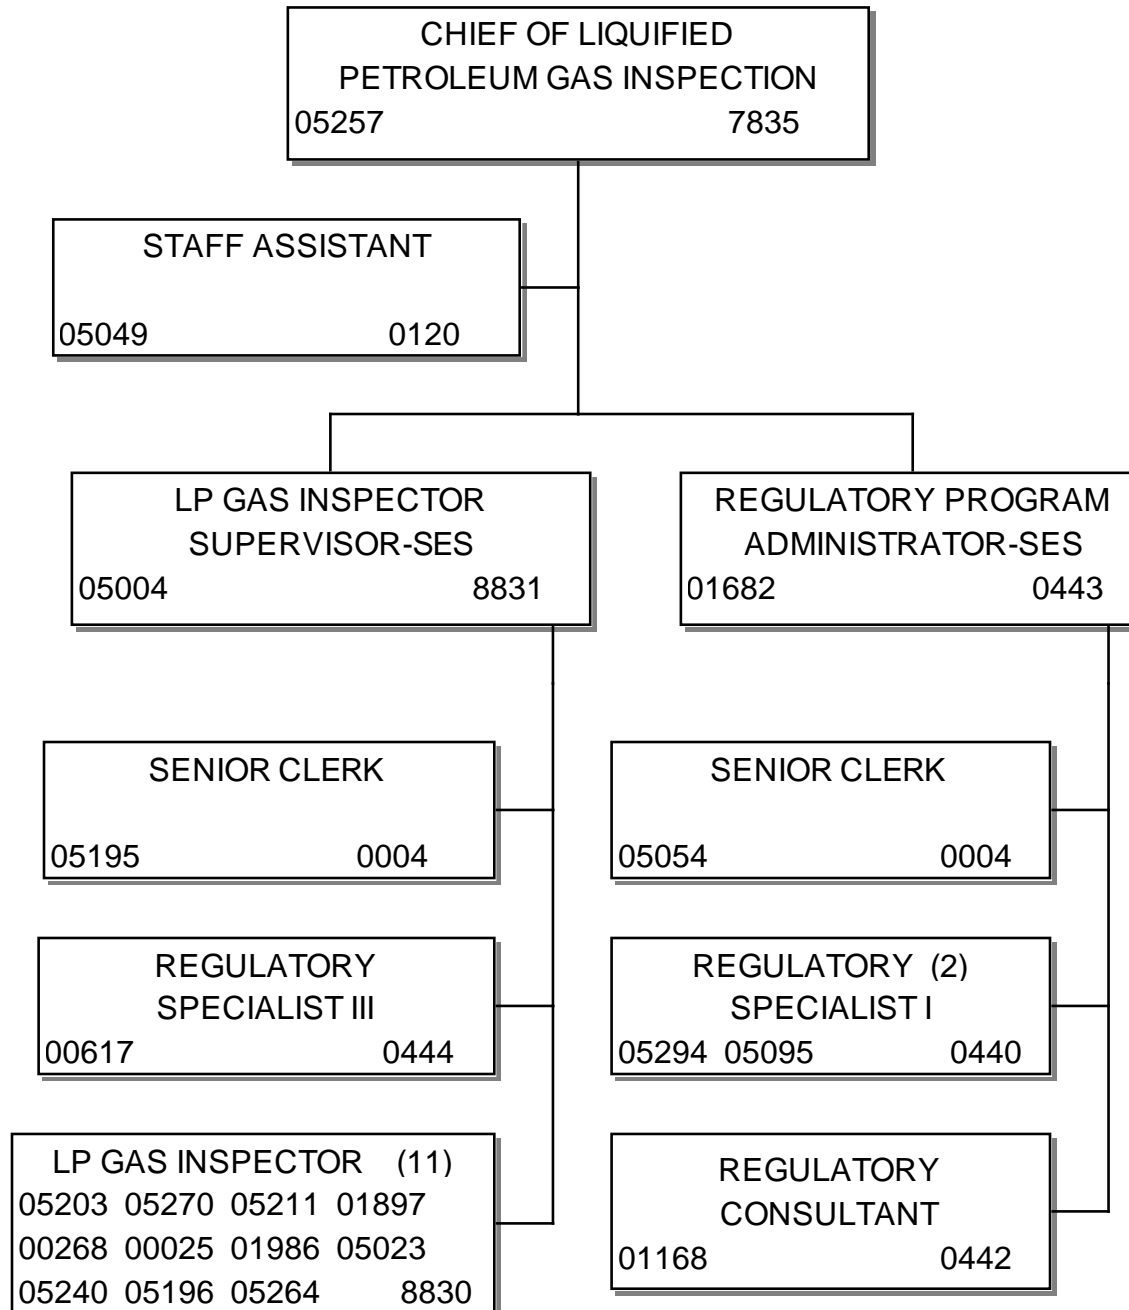 CHIEF OF LIQUIFIED
PETROLEUM GAS INSPECTION
05257 7835
STAFF ASSISTANT
05049 0120
LP GAS INSPECTOR
SUPERVISOR-SES
05004 8831
REGULATORY PROGRAM
ADMINISTRATOR-SES
01682 0443
SENIOR CLERK
05195 0004
SENIOR CLERK
05054 0004
REGULATORY
SPECIALIST III
00617 0444
REGULATORY (2)
SPECIALIST I
05294 05095 0440
LP GAS INSPECTOR (11)
05203 05270 05211 01897
00268 00025 01986 05023
05240 05196 05264 8830
REGULATORY
CONSULTANT
01168 0442